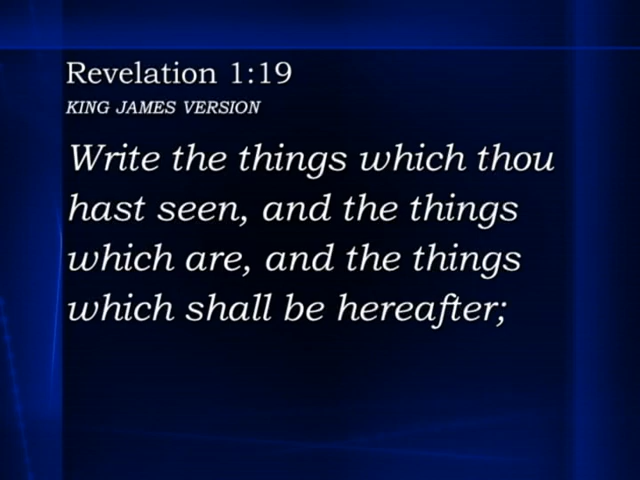 Revelation 1:19
KING JAMES VERSION
Write the things which thou
hast seen, and the things
which are, and the things
which shall be hereafter;